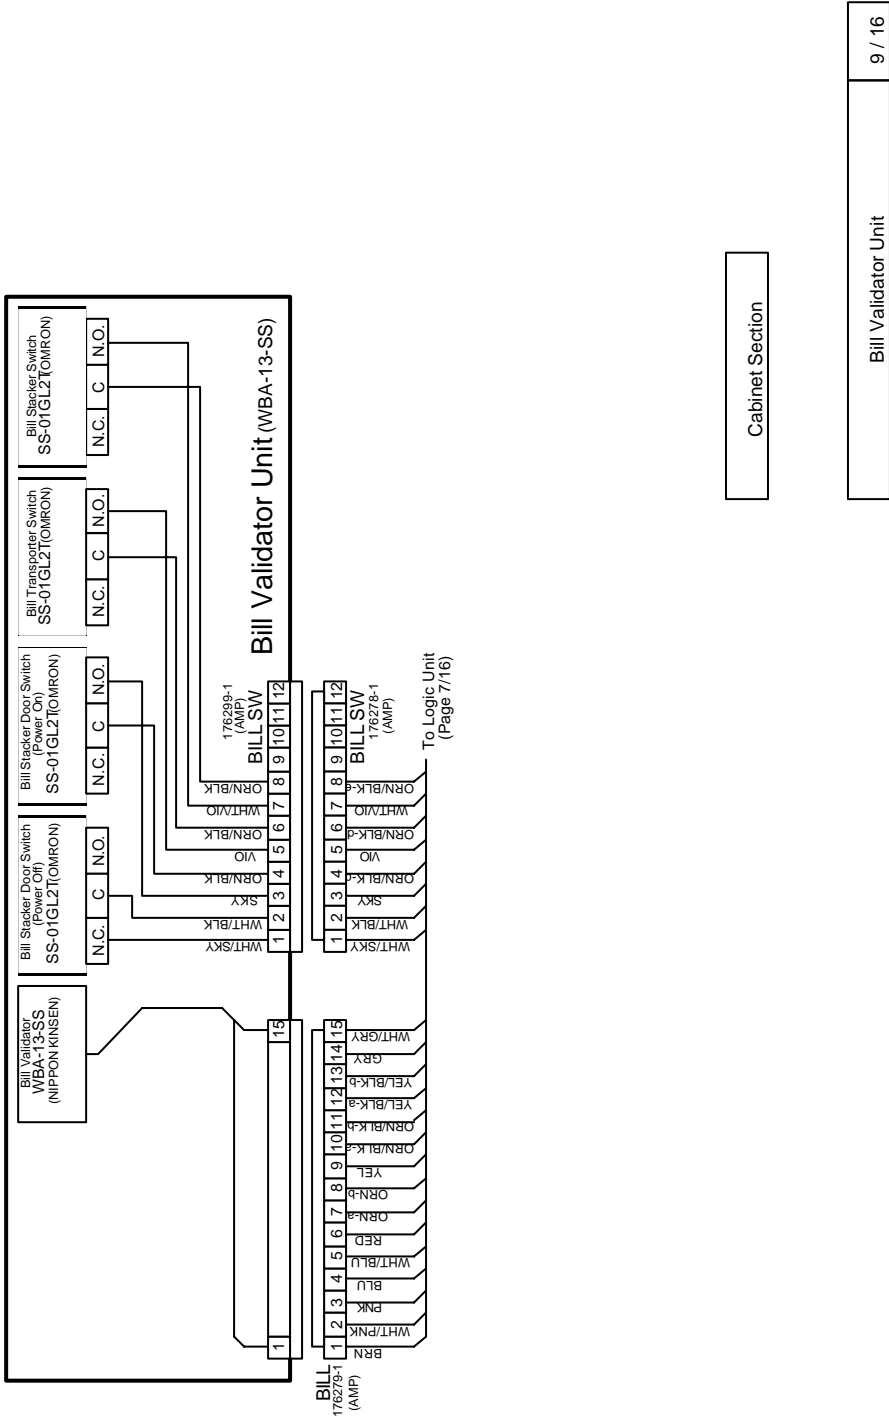 9 / 16
Bill Validator Unit
Cabinet Section
Bill Validator
WBA-13-SS
(NIPPON KINSEN)
Bill Stacker Door Switch
(Power Off)
SS-01GL2T(OMRON)
N.C. C N.O.
Bill Stacker Door Switch
(Power On)
SS-01GL2T(OMRON)
N.C. C N.O.
Bill Transporter Switch
SS-01GL2T(OMRON)
N.C. C N.O.
Bill Stacker Switch
SS-01GL2T(OMRON)
N.C. C N.O.
Bill Validator Unit (WBA-13-SS)
WHT/SKY
WHT/BLK
SKY
ORN/BLK
VIO
ORN/BLK
WHT/VIO
ORN/BLK
1 15
1 2 3 4 5 6 7 8 9 10 11 12
176299-1
(AMP)
BILL SW
BILL
176279-1
(AMP)
1 2 3 4 5 6 7 8 9 10 11 12 13 14 15
BRN
WHT/PNK
PNK
BLU
WHT/BLU
RED
ORN-a
ORN-b
YEL
ORN/BLK-a
ORN/BLK-b
YEL/BLK-a
YEL/BLK-b
GRY
WHT/GRY
1 2 3 4 5 6 7 8 9 10 11 12
BILL SW
176278-1
(AMP)
WHT/SKY
WHT/BLK
SKY
ORN/BLK-c
VIO
ORN/BLK-d
WHT/VIO
ORN/BLK-e
To Logic Unit
(Page 7/16)